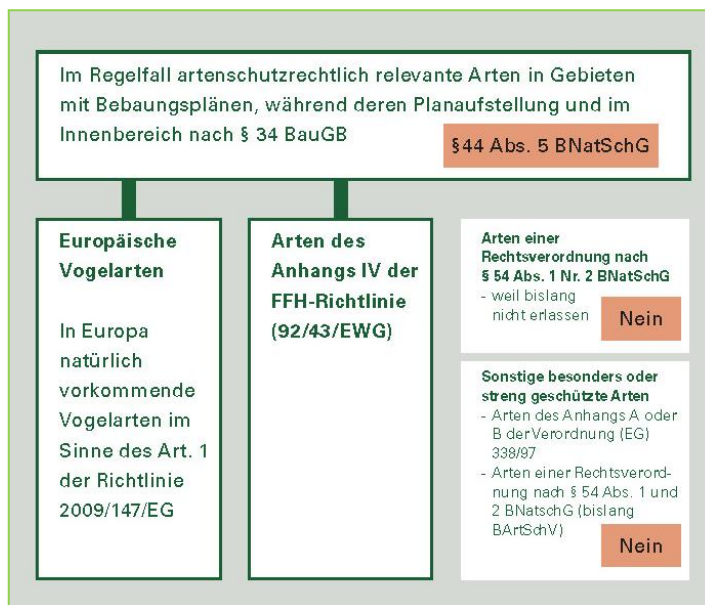 Im Regelfall artenschutzrechtlich relevante Arten in Gebieten
mit Bebaungsplänen, während deren Planaufstellung und im
Innenbereich nach § 34 BauGB
§44 Abs. 5 BNatSchG
Europäische
Vogelarten
In Europa
natürlich
vorkommende
Vogelarten im
Sinne des Art. 1
der Richtlinie
2009/147/EG
Arten des
Anhangs IV der
FFH-Richtlinie
(92/43/EWG)
Arten einer
Rechtsverordnung nach
§ 54 Abs. 1 Nr. 2 BNatSchG
- weil bislang
nicht erlassen
Nein
Sonstige besonders oder
streng geschützte Arten
- Arten des Anhangs A oder
B der Verordnung (EG)
338/97
- Arten einer Rechtsverord-
nung nach § 54 Abs. 1 und
2 BNatschG (bislang
BArtSchV)
Nein